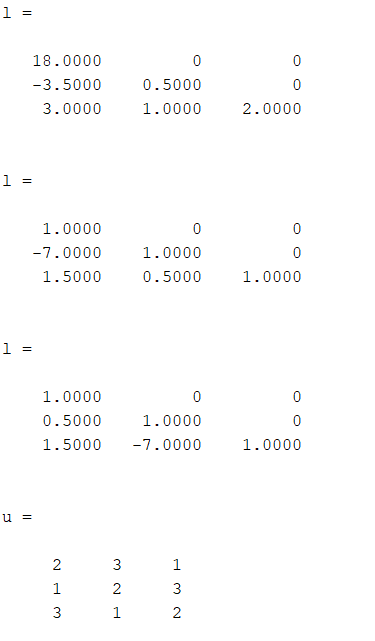 l =
18.0000 0 0
-3.5000 0.5000 0
3.0000 1.0000 2.0000
l =
1.0000 0 0
-7.0000 1.0000 0
1.5000 0.5000 1.0000
l =
1.0000 0 0
0.5000 1.0000 0
1.5000 -7.0000 1.0000
u =
2 3 1
1 2 3
3 1 2